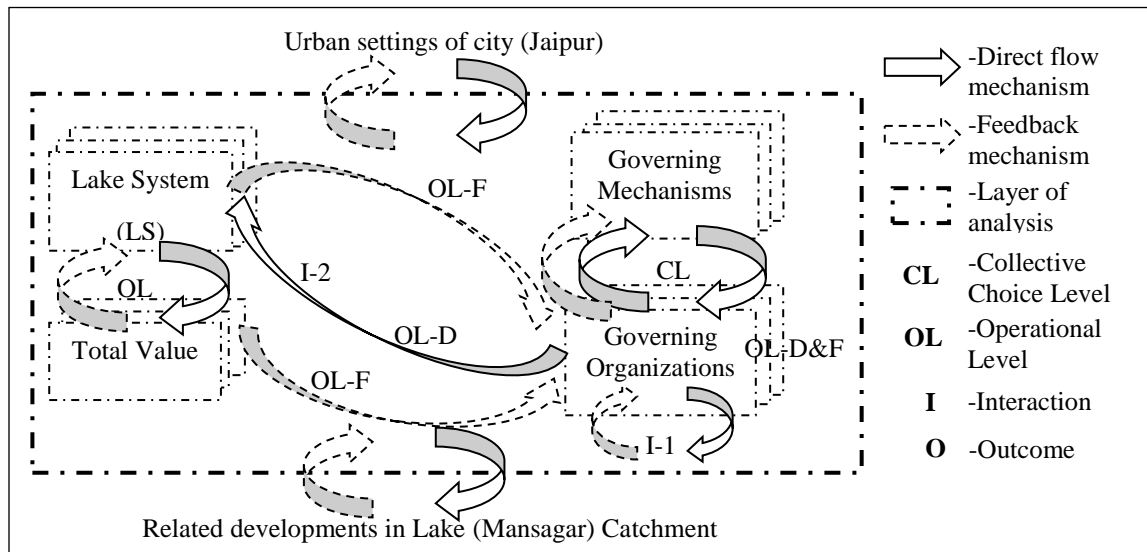 Urban settings of city (Jaipur)
Lake System
(LS)
OL
Total Value
OL-F
I-2
OL-D
OL-F
Governing
Mechanisms
CL
Governing
Organizations
OL-D&F
I-1
Related developments in Lake (Mansagar) Catchment
-Direct flow
mechanism
-Feedback
mechanism
-Layer of
analysis
CL -Collective
Choice Level
OL -Operational
Level
I -Interaction
O -Outcome